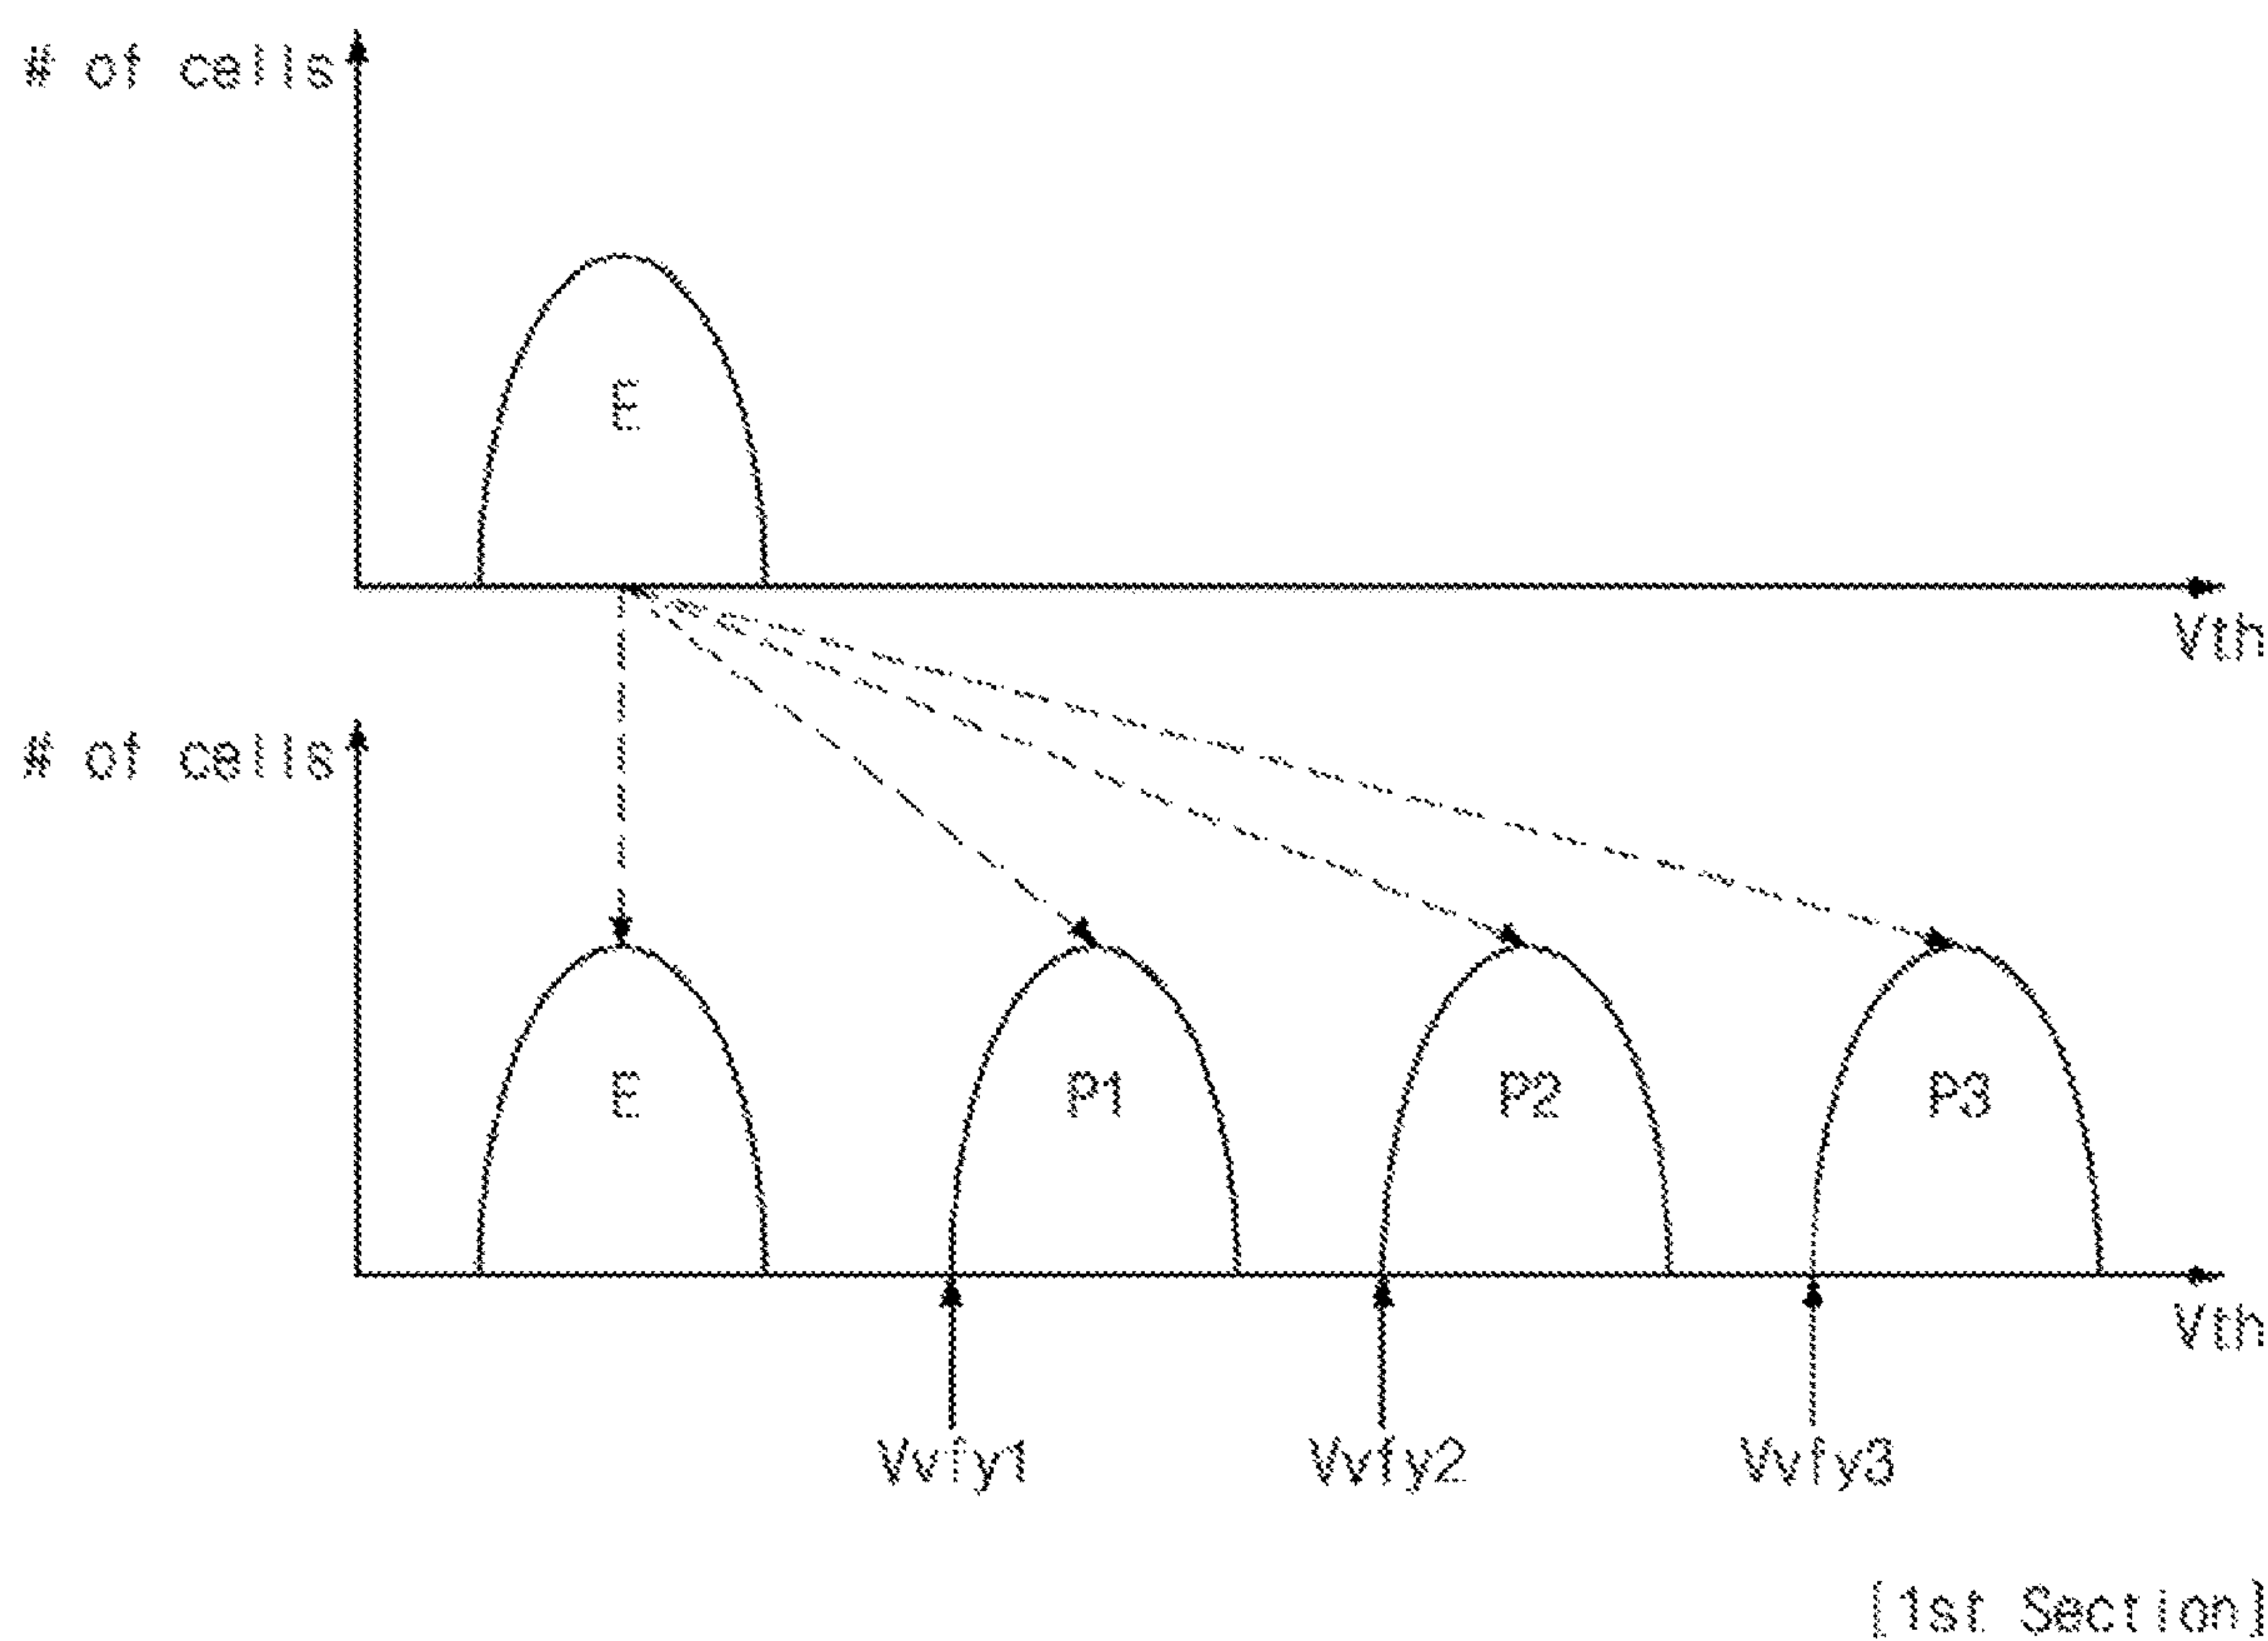 # of cells
E
Vth
# of cells
E
P1
P2
P3
Vth
Vvfy1
Vvfy2
Vvfy3
[1st Section]